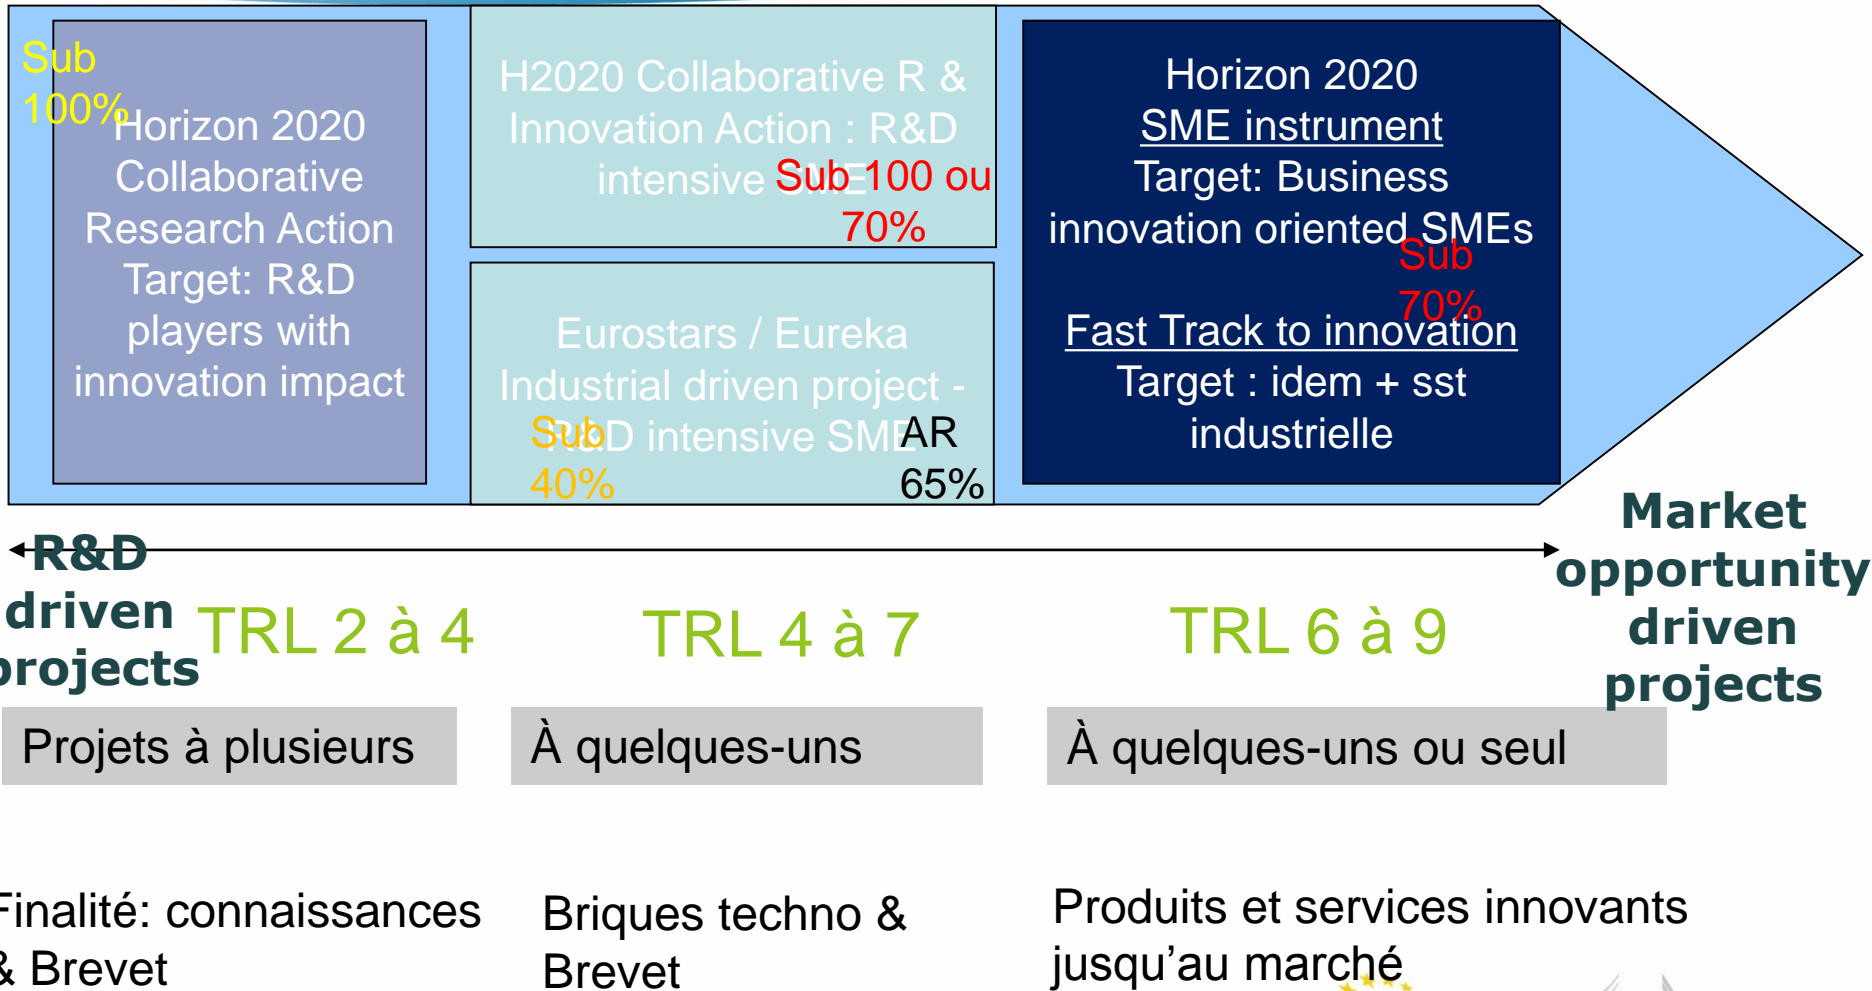 Sub
100%
Horizon 2020
Collaborative
Research Action
Target: R&D
players with
innovation impact
H2020 Collaborative R &
Innovation Action : R&D
intensive SME
Sub 100 ou
70%
Eurostars / Eureka
Industrial driven project -
R&D intensive SME
Sub
40%
AR
65%
Horizon 2020
SME instrument
Target: Business
innovation oriented SMEs
Sub
70%
Fast Track to innovation
Target : idem + sst
industrielle
R&D
driven
projects
Market
opportunity
driven
projects
TRL 2 à 4
TRL 4 à 7
TRL 6 à 9
Projets à plusieurs
À quelques-uns
À quelques-uns ou seul
Finalité: connaissances
& Brevet
Briques techno &
Brevet
Produits et services innovants
jusqu’au marché